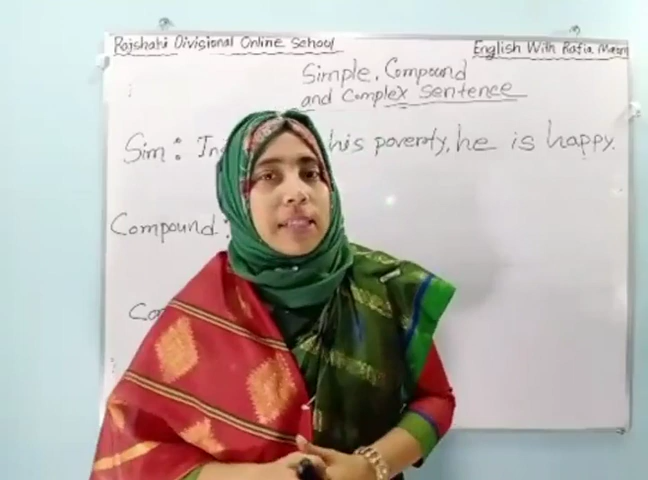 Rajshahi Divisional Online School
English With Rafia
Simple, Compound
and Complex Sentence
Sim: his poverty, he is happy.
Compound: